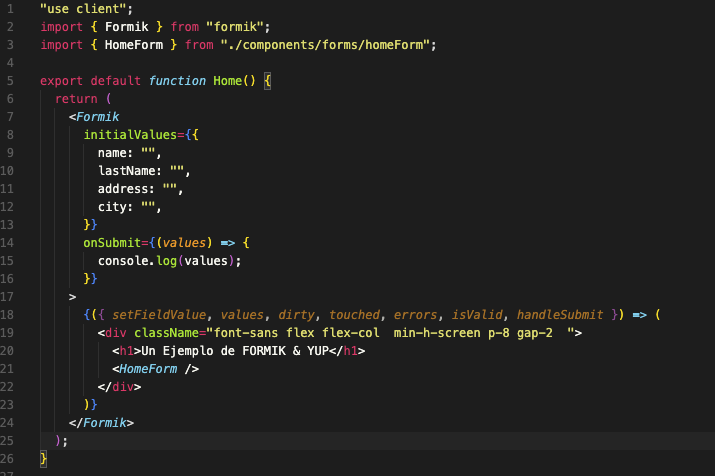 1 "use client";
2 import { Formik } from "formik";
3 import { HomeForm } from "./components/forms/homeForm";
4
5 export default function Home() {
6   return (
7     <Formik
8       initialValues={{
9         name: "",
10         lastName: "",
11         address: "",
12         city: "",
13       }}
14       onSubmit={(values) => {
15         console.log(values);
16       }}
17     >
18       {({ setFieldValue, values, dirty, touched, errors, isValid, handleSubmit }) => (
19         <div className="font-sans flex flex-col  min-h-screen p-8 gap-2  ">
20           <h1>Un Ejemplo de FORMIK & YUP</h1>
21           <HomeForm />
22         </div>
23       )}
24     </Formik>
25   );
26 }
27